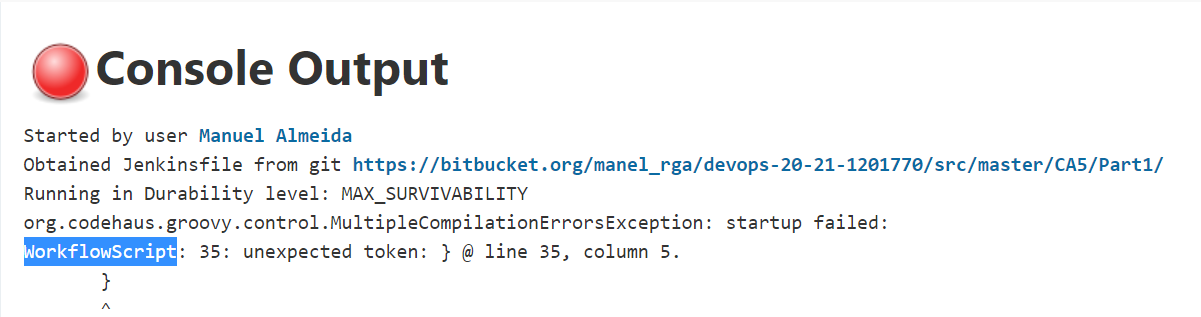 Console Output
Started by user Manuel Almeida
Obtained Jenkinsfile from git https://bitbucket.org/manel_rga/devops-20-21-1201770/src/master/CA5/Part1/
Running in Durability level: MAX_SURVIVABILITY
org.codehaus.groovy.control.MultipleCompilationErrorsException: startup failed:
WorkflowScript: 35: unexpected token: } @ line 35, column 5.
}
^